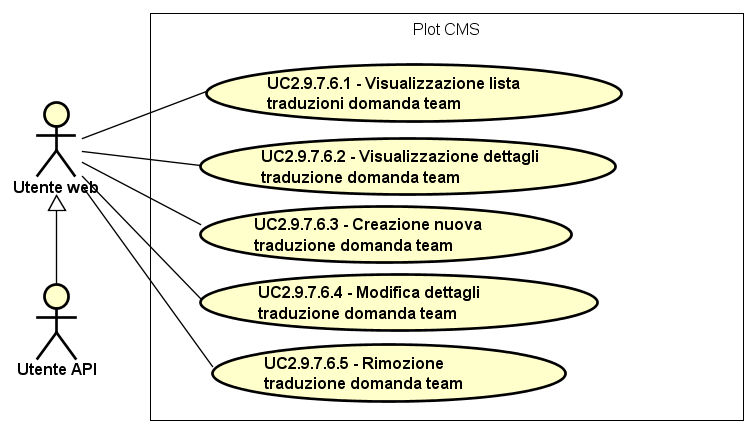 Plot CMS
UC2.9.7.6.1 - Visualizzazione lista
traduzioni domanda team
UC2.9.7.6.2 - Visualizzazione dettagli
traduzione domanda team
Utente web
UC2.9.7.6.3 - Creazione nuova
traduzione domanda team
UC2.9.7.6.4 - Modifica dettagli
traduzione domanda team
Utente API
UC2.9.7.6.5 - Rimozione
traduzione domanda team